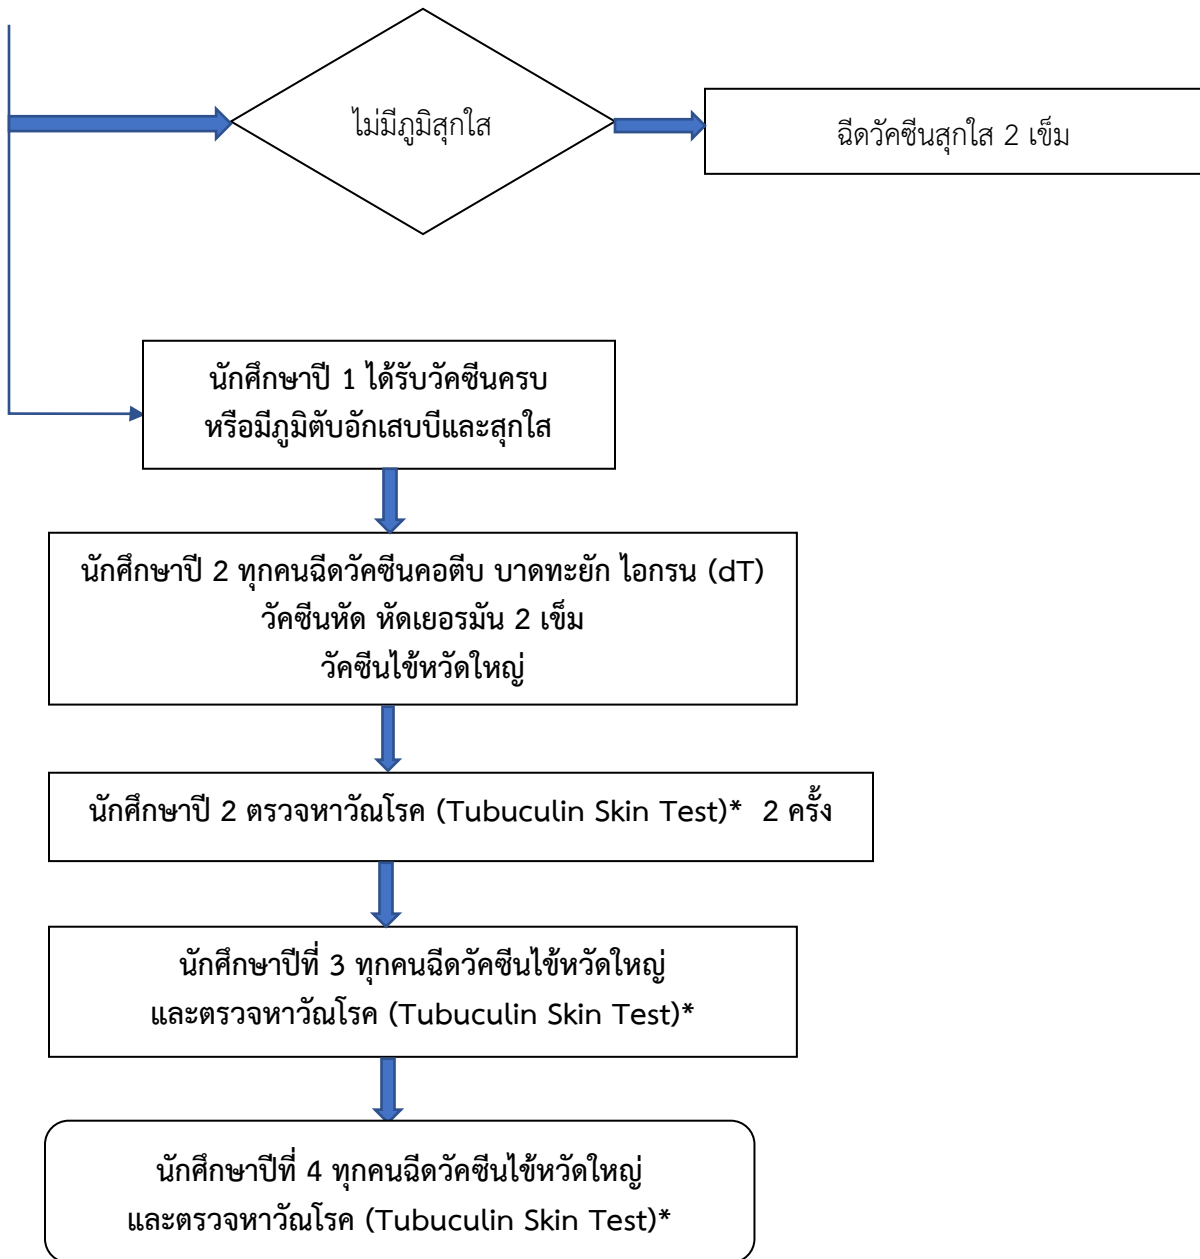 ไม่มีภูมิสุกใส
ฉีดวัคซีนสุกใส 2 เข็ม
นักศึกษาปี 1 ได้รับวัคซีนครบ
หรือมีภูมิตับอักเสบบีและสุกใส
นักศึกษาปี 2 ทุกคนฉีดวัคซีนคอตีบ บาดทะยัก ไอกรน (dT)
วัคซีนหัด หัดเยอรมัน 2 เข็ม
วัคซีนไข้หวัดใหญ่
นักศึกษาปี 2 ตรวจหาวัณโรค (Tubuculin Skin Test)* 2 ครั้ง
นักศึกษาปีที่ 3 ทุกคนฉีดวัคซีนไข้หวัดใหญ่
และตรวจหาวัณโรค (Tubuculin Skin Test)*
นักศึกษาปีที่ 4 ทุกคนฉีดวัคซีนไข้หวัดใหญ่
และตรวจหาวัณโรค (Tubuculin Skin Test)*